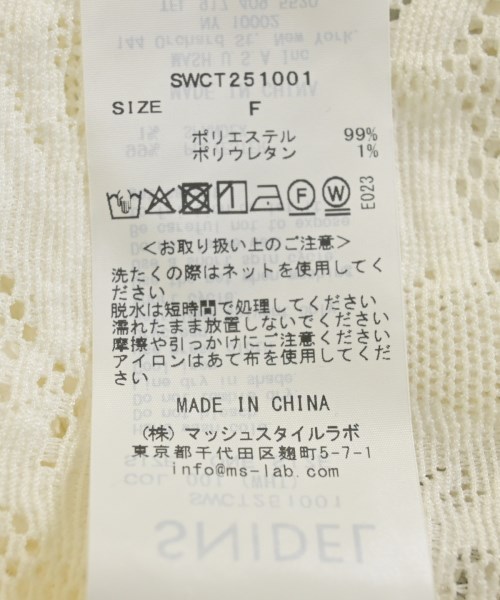 SWCT251001
SIZE F
ポリエステル 99%
ポリウレタン 1%
E023
<お取り扱い上のご注意>
洗たくの際はネットを使用してく
ださい
脱水は短時間で処理してください
濡れたまま放置しないでください
摩擦や引っかけにご注意ください
アイロンはあて布を使用してくだ
さい
MADE IN CHINA
(株)マッシュスタイルラボ
東京都千代田区麹町5-7-1
info@ms-lab.com
SWCT251001
SNIDEL